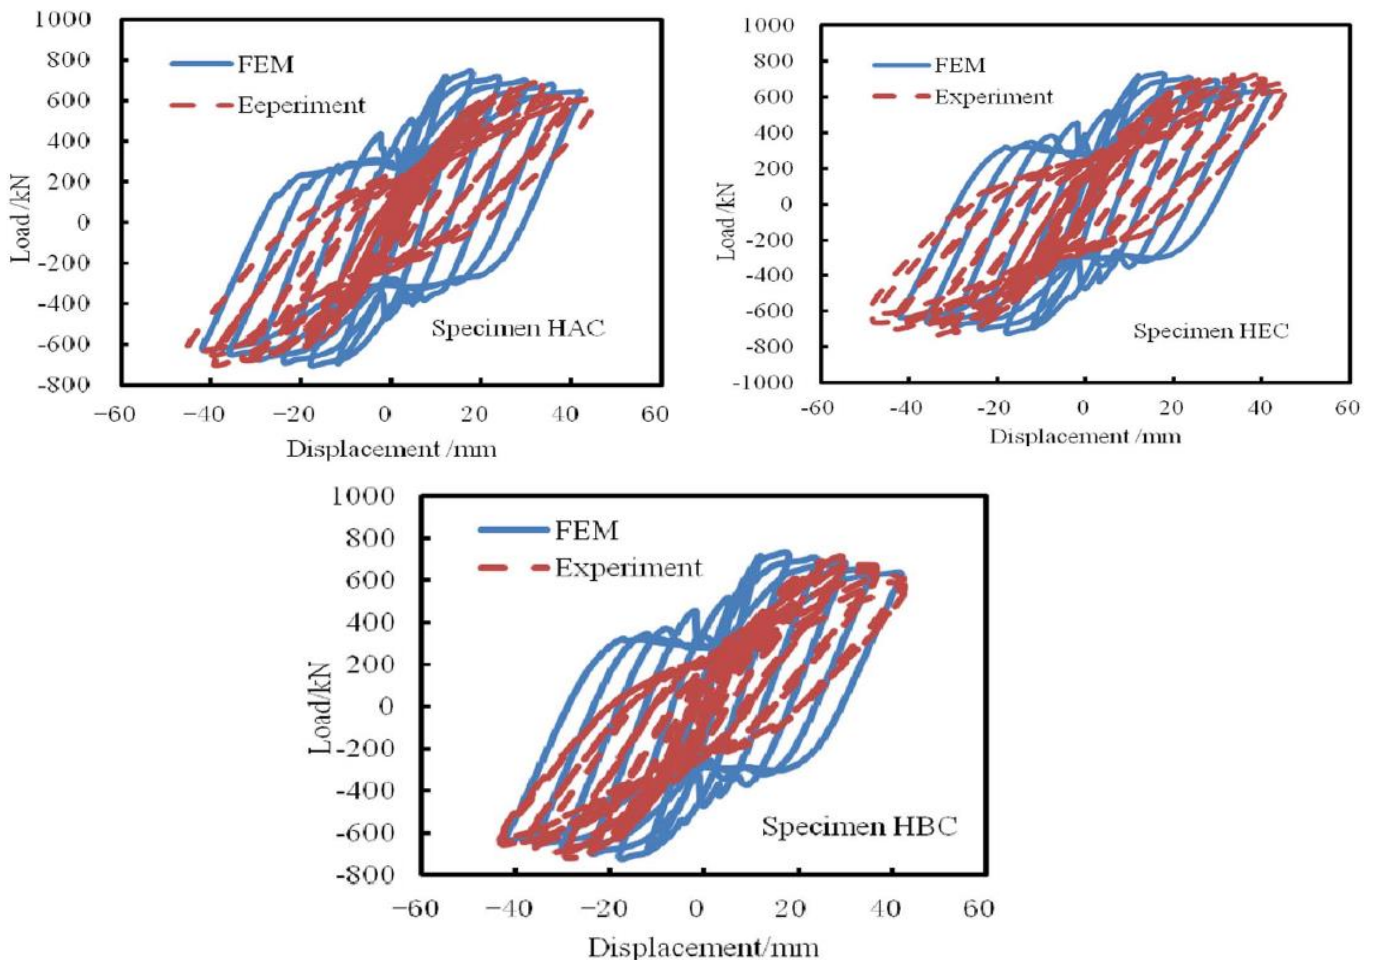 1000
800
600
400
200
0
-200
-400
-600
-800
Load /kN
FEM
Eeperiment
Specimen HAC
−60 −40 −20 0 20 40 60
Displacement /mm
1000
800
600
400
200
0
-200
-400
-600
-800
-1000
Load /kN
FEM
Experiment
Specimen HEC
-60 -40 -20 0 20 40 60
Displacement /mm
1000
800
600
400
200
0
-200
-400
-600
-800
Load/kN
FEM
Experiment
Specimen HBC
−60 −40 −20 0 20 40 60
Displacement/mm